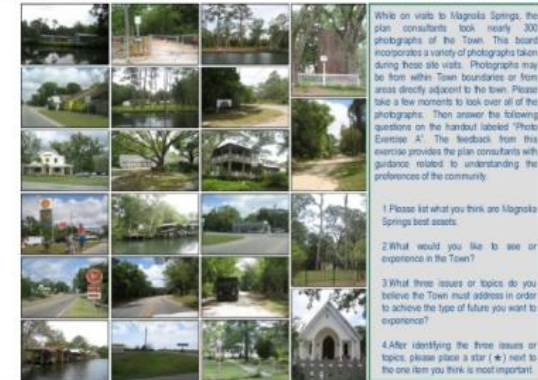 While on visits to Magnolia Springs, the
plan consultants took nearly 300
photographs of the Town. This board
incorporates a variety of photographs taken
during these site visits. Photographs may
be from within Town boundaries or from
areas directly adjacent to the town. Please
take a few moments to look over all of the
photographs. Then answer the following
questions on the handout labeled "Photo
Exercise A". The feedback from this
exercise provides the plan consultants with
guidance related to understanding the
preferences of the community.
1.Please list what you think are Magnolia
Springs best assets.
2.What would you like to see or
experience in the Town?
3.What three issues or topics do you
believe the Town must address in order
to achieve the type of future you want to
experience?
4.After identifying the three issues or
topics, please place a star (★) next to
the one item you think is most important.